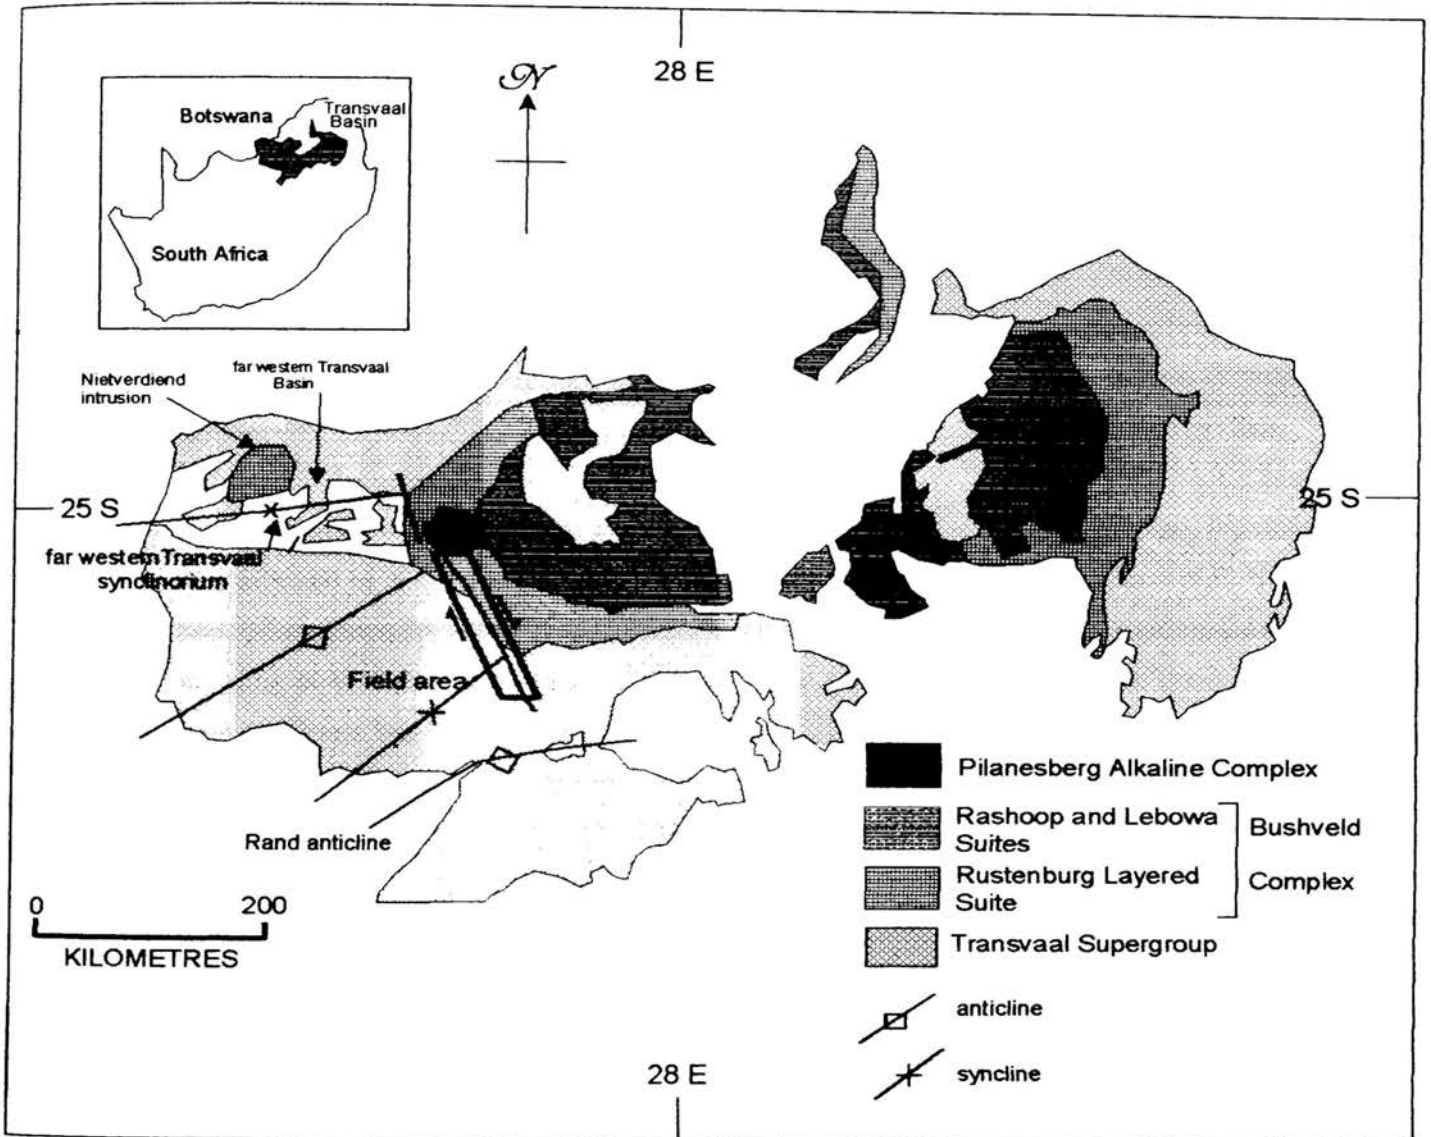 28 E
N
Botswana
Transvaal
Basin
South Africa
Nietverdiend
intrusion
far western Transvaal
Basin
25 S
25 S
far western Transvaal
synclinorium
Field area
Rand anticline
0 200
KILOMETRES
Pilanesberg Alkaline Complex
Rashoop and Lebowa
Suites
Bushveld
Rustenburg Layered
Suite
Complex
Transvaal Supergroup
anticline
syncline
28 E